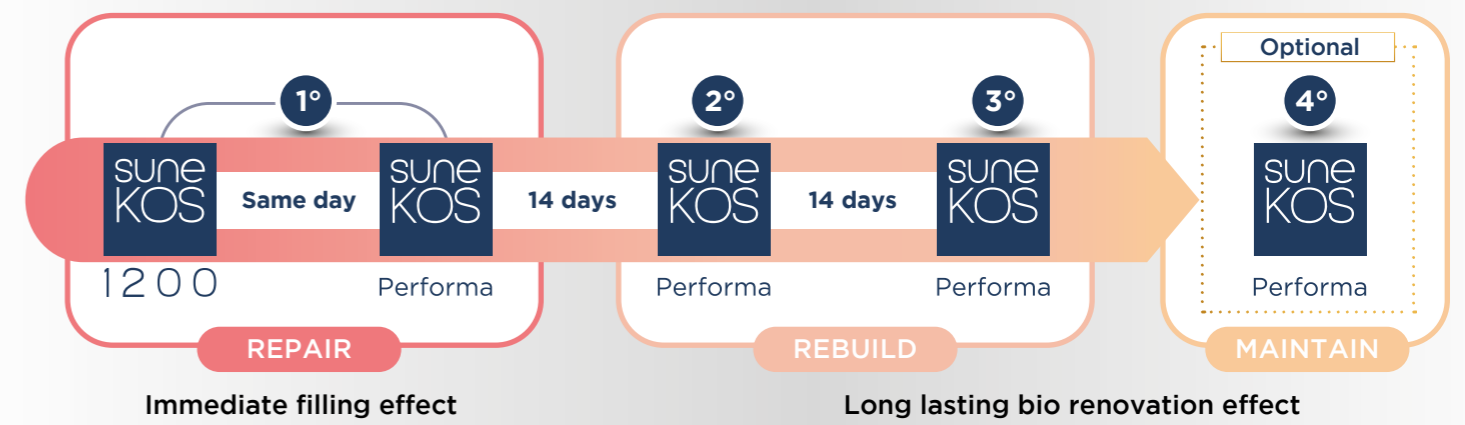 Optional
1°
2°
3°
4°
sune
KOS
Same day
sune
KOS
14 days
sune
KOS
14 days
sune
KOS
sune
KOS
1200
Performa
Performa
Performa
Performa
REPAIR
REBUILD
MAINTAIN
Immediate filling effect
Long lasting bio renovation effect